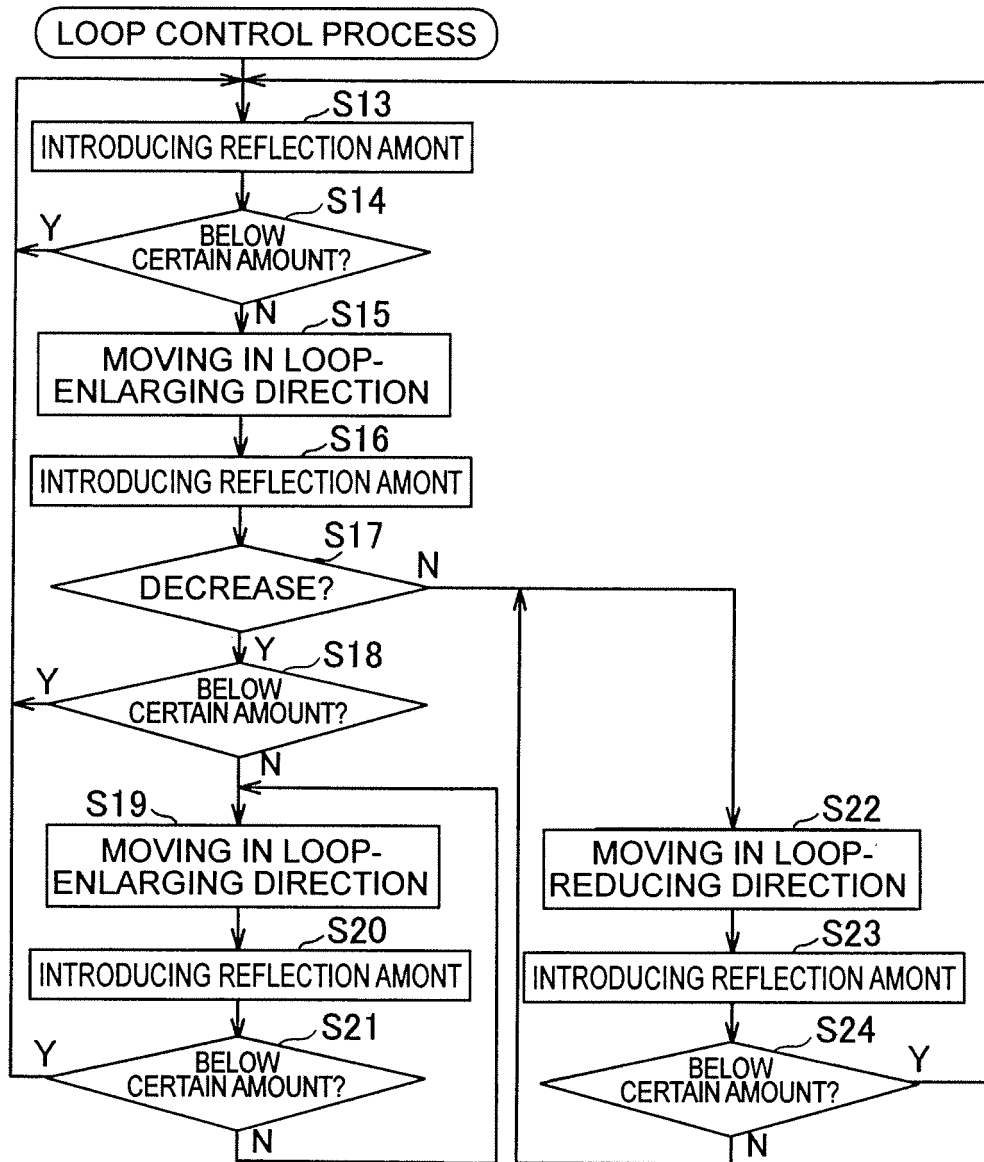 LOOP CONTROL PROCESS
S13
INTRODUCING REFLECTION AMONT
S14
Y
BELOW
CERTAIN AMOUNT?
N
S15
MOVING IN LOOP-
ENLARGING DIRECTION
S16
INTRODUCING REFLECTION AMONT
S17
DECREASE?
N
Y
S18
Y
BELOW
CERTAIN AMOUNT?
N
S19
MOVING IN LOOP-
ENLARGING DIRECTION
S20
INTRODUCING REFLECTION AMONT
S21
Y
BELOW
CERTAIN AMOUNT?
N
S22
MOVING IN LOOP-
REDUCING DIRECTION
S23
INTRODUCING REFLECTION AMONT
S24
BELOW
CERTAIN AMOUNT?
Y
N